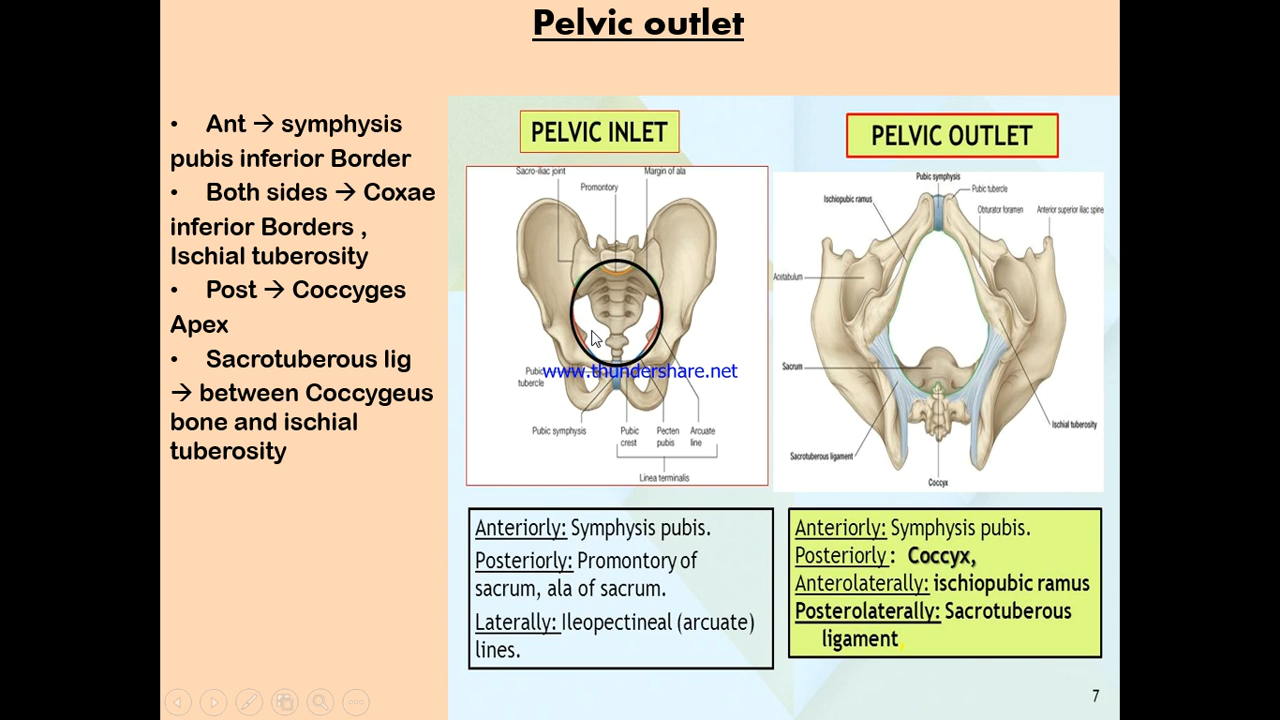 Pelvic outlet
• Ant → symphysis
pubis inferior Border
• Both sides → Coxae
inferior Borders ,
Ischial tuberosity
• Post → Coccyges
Apex
• Sacrotuberous lig
→ between Coccygeus
bone and ischial
tuberosity
PELVIC INLET
Sacro-iliac joint
Margin of ala
Promontory
www.thundershare.net
Pubic
tubercle
Pubic symphysis
Pubic
crest
Pecten
pubis
Arcuate
line
Linea terminalis
PELVIC OUTLET
Pubic symphysis
Pubic tubercle
Ischiopubic ramus
Obturator foramen
Anterior superior iliac spine
Acetabulum
Sacrum
Ischial tuberosity
Sacrotuberous ligament
Coccyx
Anteriorly: Symphysis pubis.
Posteriorly: Promontory of
sacrum, ala of sacrum.
Laterally: Ileopectineal (arcuate)
lines.
Anteriorly: Symphysis pubis.
Posteriorly : Coccyx,
Anterolaterally: ischiopubic ramus
Posterolaterally: Sacrotuberous
ligament,
7